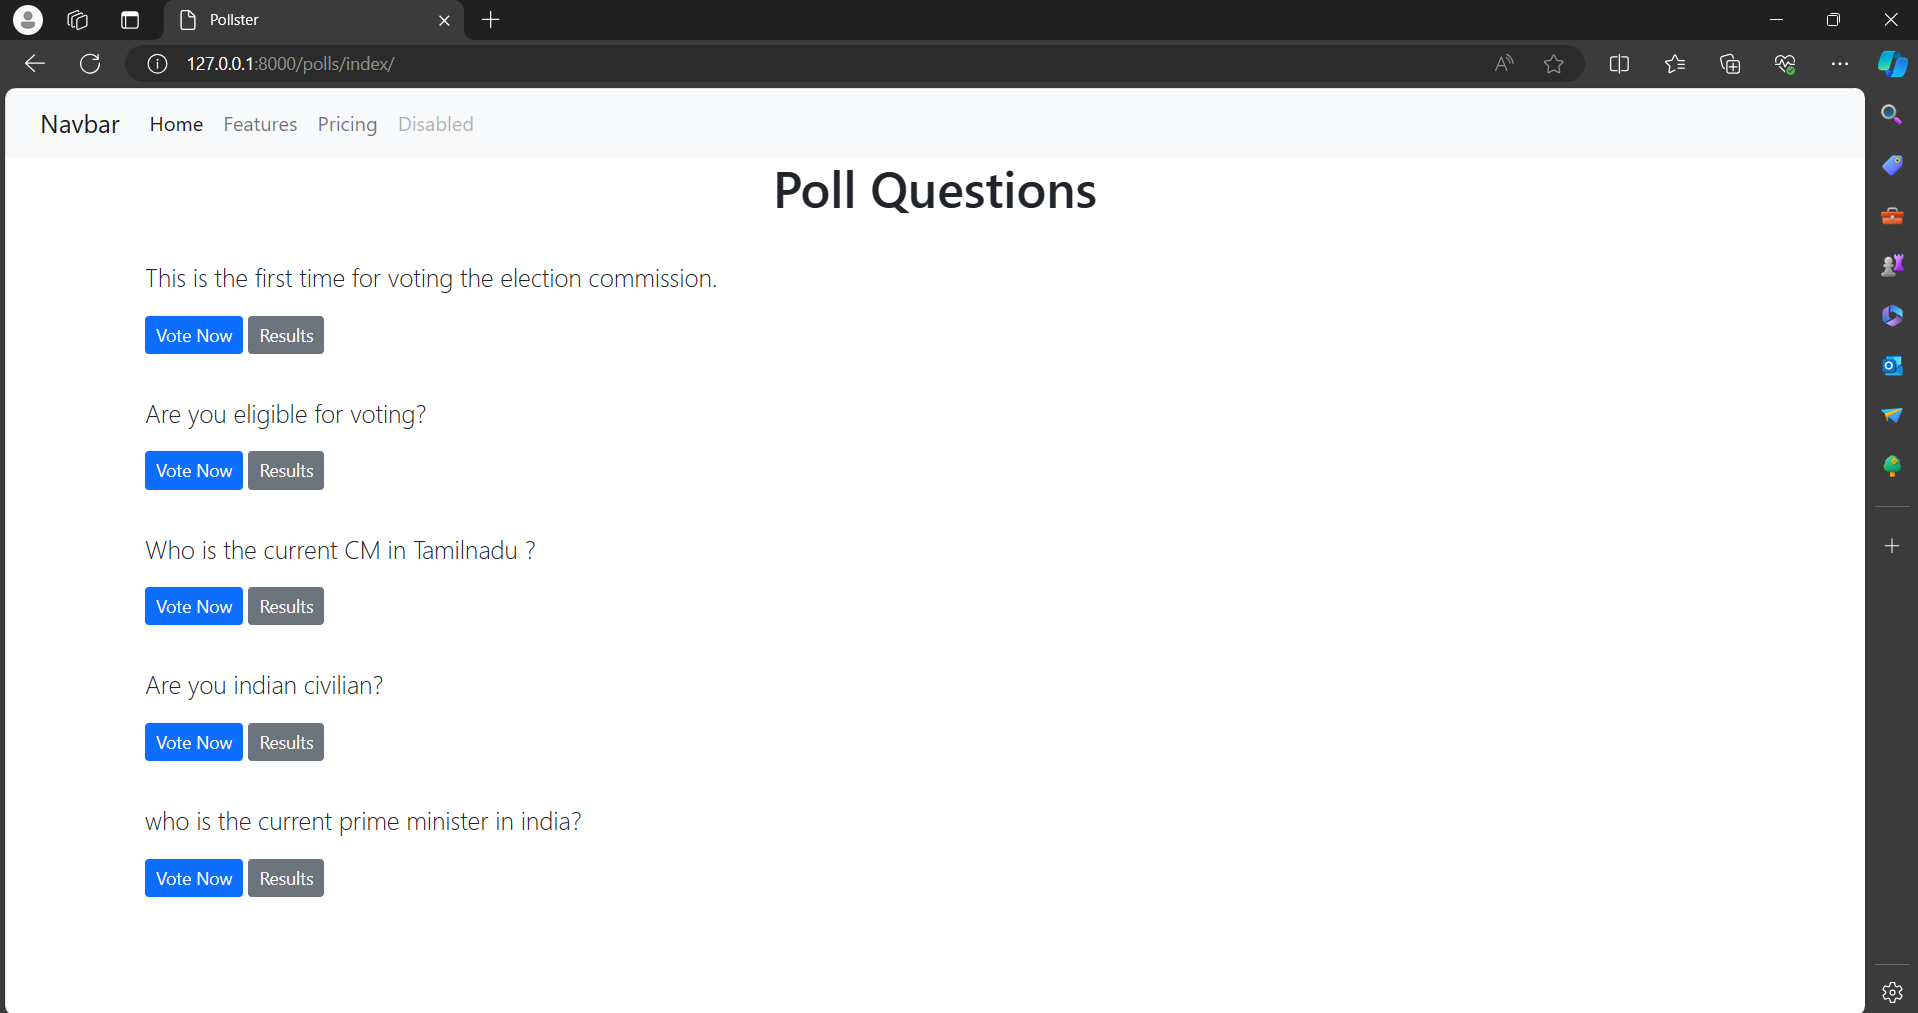 Pollster
127.0.0.1:8000/polls/index/
Navbar Home Features Pricing Disabled
Poll Questions
This is the first time for voting the election commission.
Vote Now Results
Are you eligible for voting?
Vote Now Results
Who is the current CM in Tamilnadu ?
Vote Now Results
Are you indian civilian?
Vote Now Results
who is the current prime minister in india?
Vote Now Results